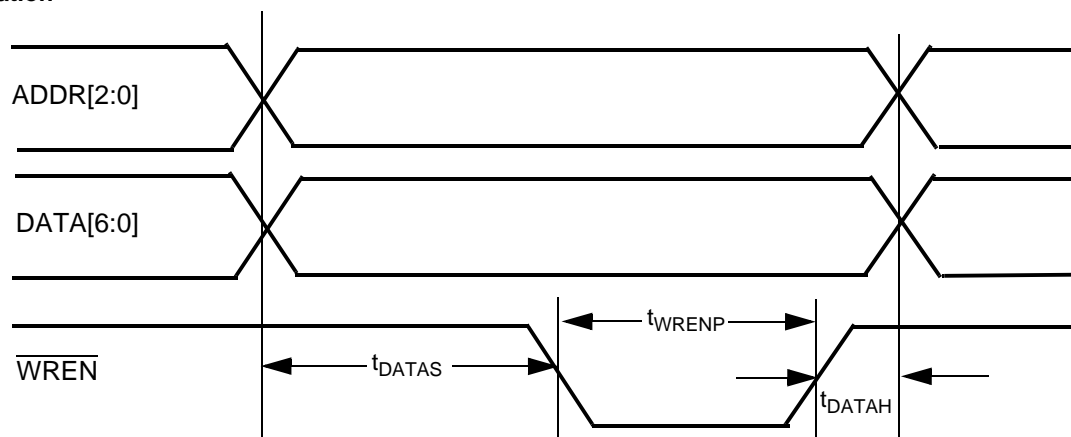 ADDR[2:0]
DATA[6:0]
tWRENP
WREN
tDATAS
tDATAH